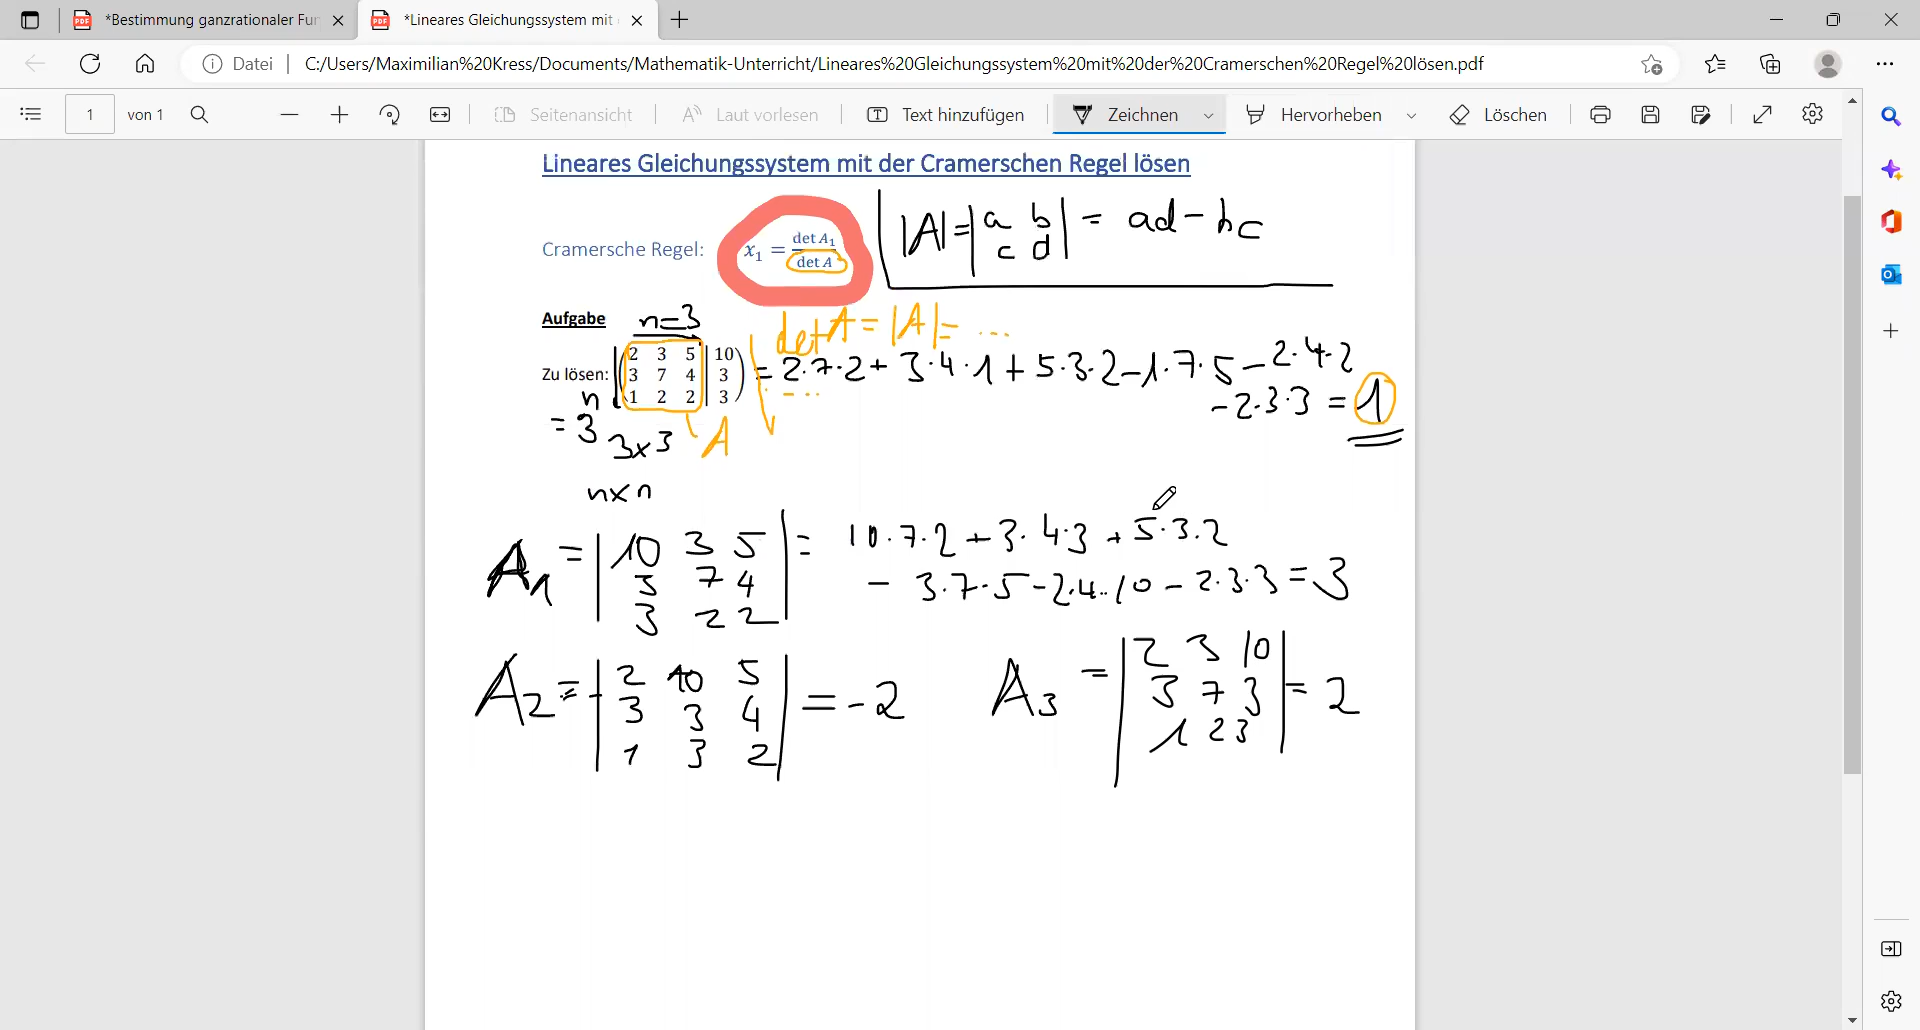 *Bestimmung ganzrationaler Fun
*Lineares Gleichungssystem mit
Datei
C:/Users/Maximilian%20Kress/Documents/Mathematik-Unterricht/Lineares%20Gleichungssystem%20mit%20der%20Cramerschen%20Regel%20lösen.pdf
1 von 1
Seitenansicht
Laut vorlesen
Text hinzufügen
Zeichnen
Hervorheben
Löschen
Lineares Gleichungssystem mit der Cramerschen Regel lösen
Cramersche Regel: x₁ = det A₁ / det A
|A| = |a b
c d| = ad - bc
Aufgabe
n=3
det A = |A| = ...
Zu lösen:
2 3 5 | 10
3 7 4 | 3
1 2 2 | 3
= 2·7·2 + 3·4·1 + 5·3·2 - 1·7·5 - 2·4·2
- 2·3·3 = 1
n
= 3
3x3
A
nxn
A₁ = |10 3 5
3 7 4
3 2 2| = 10·7·2 + 3·4·3 + 5·3·2
- 3·7·5 - 2·4··10 - 2·3·3 = 3
A₂ = |2 10 5
3 3 4
1 3 2| = -2
A₃ = |2 3 10
3 7 3
1 2 3| = 2